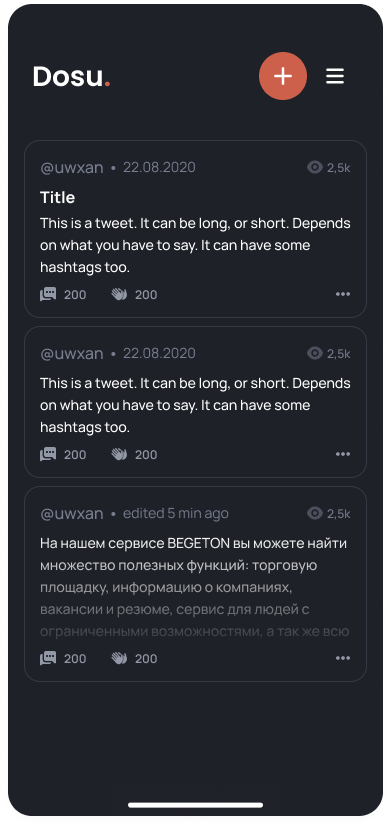 Dosu.
@uwxan • 22.08.2020 2,5k
Title
This is a tweet. It can be long, or short. Depends
on what you have to say. It can have some
hashtags too.
200 200
@uwxan • 22.08.2020 2,5k
This is a tweet. It can be long, or short. Depends
on what you have to say. It can have some
hashtags too.
200 200
@uwxan • edited 5 min ago 2,5k
На нашем сервисе BEGETON вы можете найти
множество полезных функций: торговую
площадку, информацию о компаниях,
вакансии и резюме, сервис для людей с
ограниченными возможностями, а так же всю
200 200